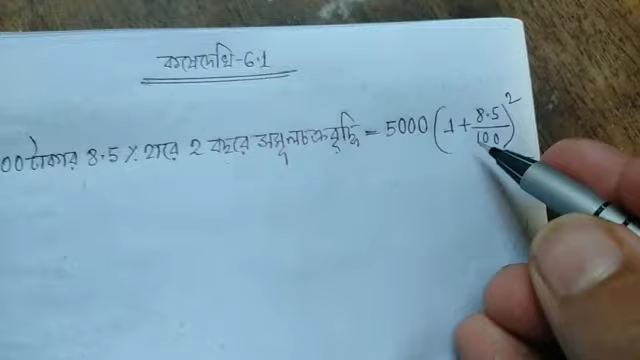 কষেদেখি-6.1
00 টাকার 8.5% হারে 2 বছরে সমূলচক্রবৃদ্ধি = 5000 (1 + 8.5/100)²